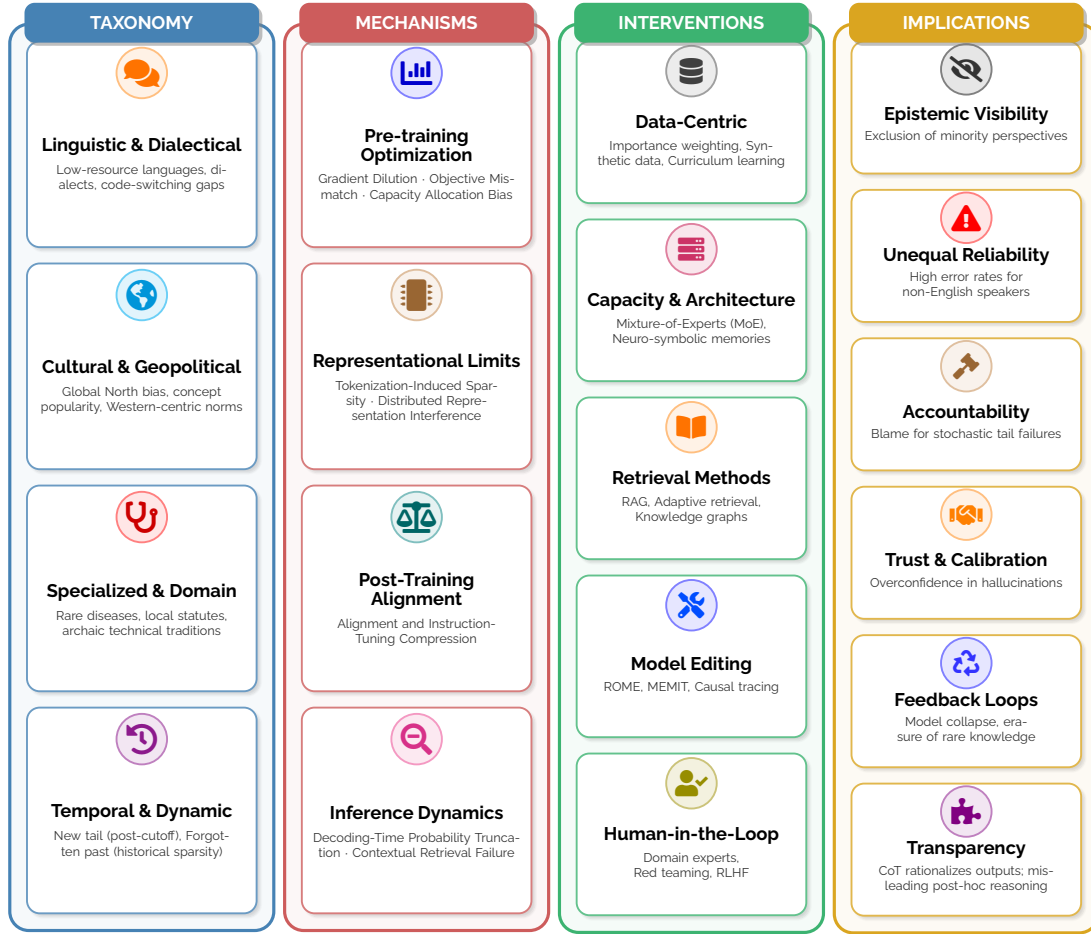 TAXONOMY
Linguistic & Dialectical
Low-resource languages, di-
alects, code-switching gaps
Cultural & Geopolitical
Global North bias, concept
popularity, Western-centric norms
Specialized & Domain
Rare diseases, local statutes,
archaic technical traditions
Temporal & Dynamic
New tail (post-cutoff), Forgot-
ten past (historical sparsity)
MECHANISMS
Pre-training
Optimization
Gradient Dilution · Objective Mis-
match · Capacity Allocation Bias
Representational Limits
Tokenization-Induced Spar-
sity · Distributed Repre-
sentation Interference
Post-Training
Alignment
Alignment and Instruction-
Tuning Compression
Inference Dynamics
Decoding-Time Probability Trunca-
tion · Contextual Retrieval Failure
INTERVENTIONS
Data-Centric
Importance weighting, Syn-
thetic data, Curriculum learning
Capacity & Architecture
Mixture-of-Experts (MoE),
Neuro-symbolic memories
Retrieval Methods
RAG, Adaptive retrieval,
Knowledge graphs
Model Editing
ROME, MEMIT, Causal tracing
Human-in-the-Loop
Domain experts,
Red teaming, RLHF
IMPLICATIONS
Epistemic Visibility
Exclusion of minority perspectives
Unequal Reliability
High error rates for
non-English speakers
Accountability
Blame for stochastic tail failures
Trust & Calibration
Overconfidence in hallucinations
Feedback Loops
Model collapse, era-
sure of rare knowledge
Transparency
CoT rationalizes outputs; mis-
leading post-hoc reasoning